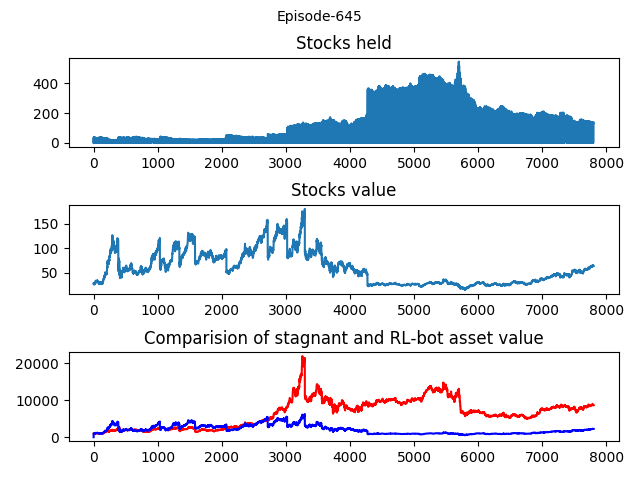 Episode-645
Stocks held
400
200
0
0 1000 2000 3000 4000 5000 6000 7000 8000
Stocks value
150
100
50
0 1000 2000 3000 4000 5000 6000 7000 8000
Comparision of stagnant and RL-bot asset value
20000
10000
0
0 1000 2000 3000 4000 5000 6000 7000 8000